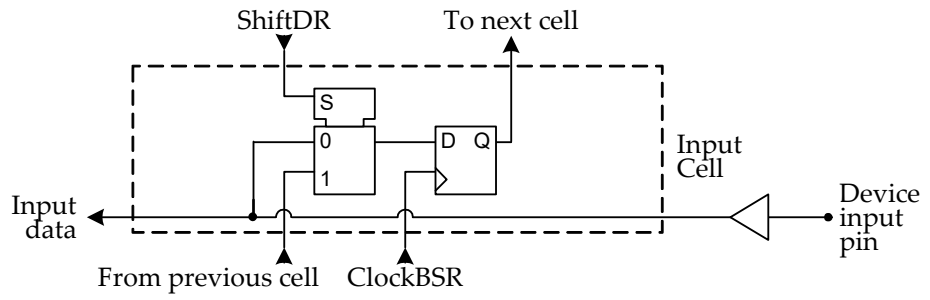 ShiftDR
To next cell
S
0
D Q
1
Input
Cell
Input
data
Device
input
pin
From previous cell
ClockBSR